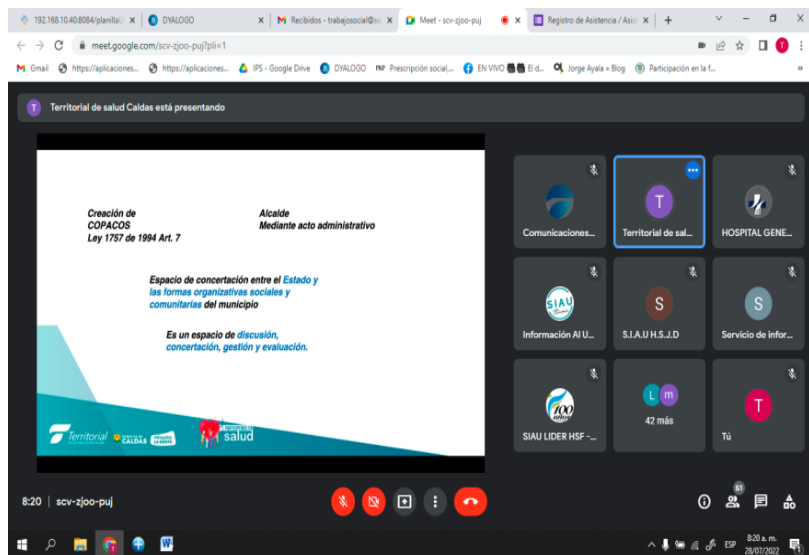 192.168.10.40:8084/planillaU
DYALOGO
Recibidos - trabajosocial@se
Meet - scv-zjoo-puj
Registro de Asistencia / Asis
meet.google.com/scv-zjoo-puj?pli=1
Gmail
https://aplicaciones...
https://aplicaciones...
IPS - Google Drive
DYALOGO
Prescripción social,...
EN VIVO El d...
Jorge Ayala » Blog
Participación en la f...
T
Territorial de salud Caldas está presentando
Creación de
COPACOS
Ley 1757 de 1994 Art. 7
Alcalde
Mediante acto administrativo
Espacio de concertación entre el Estado y
las formas organizativas sociales y
comunitarias del municipio
Es un espacio de discusión,
concertación, gestión y evaluación.
Territorial
CALDAS
salud
Comunicaciones...
T
Territorial de sal...
HOSPITAL GENE...
SIAU
Información Al U...
S
S.I.A.U H.S.J.D
S
Servicio de infor...
100
SIAU LIDER HSF -...
L m
42 más
T
Tú
8:20 | scv-zjoo-puj
61
ESP
8:20 a. m.
28/07/2022